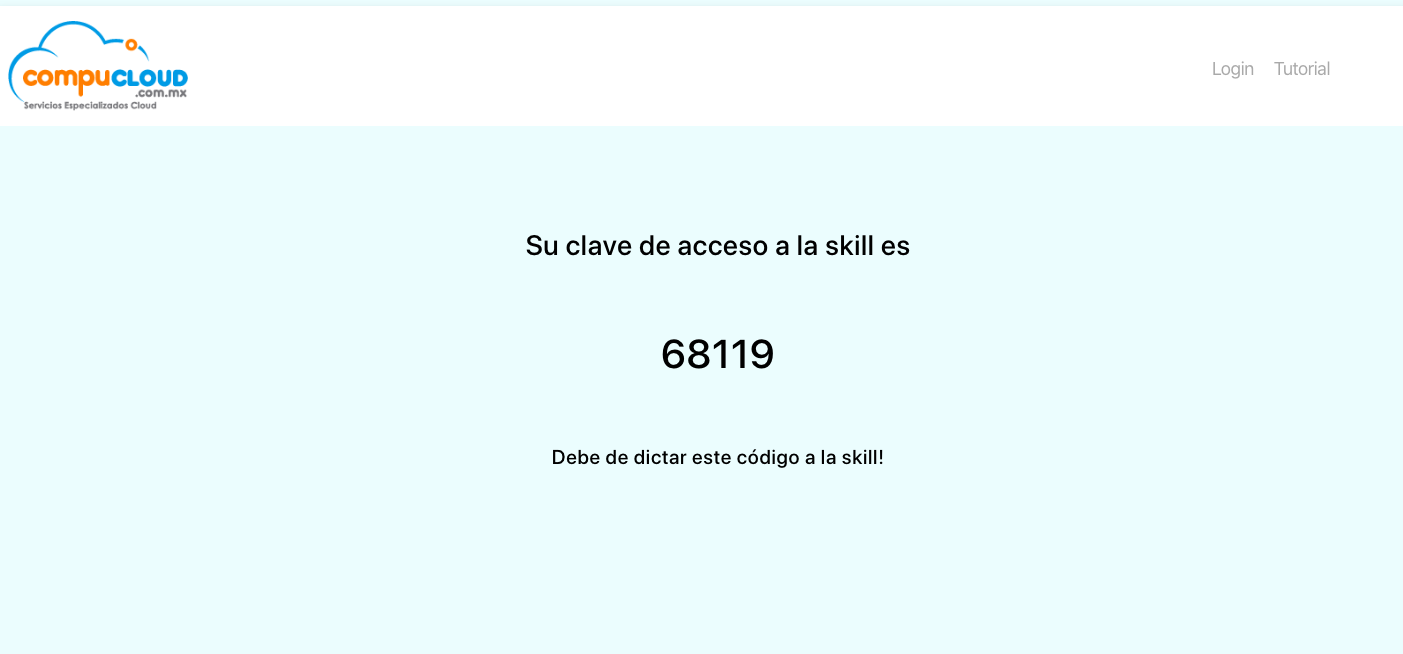 compucloud
.com.mx
Servicios Especializados Cloud
Login Tutorial
Su clave de acceso a la skill es
68119
Debe de dictar este código a la skill!